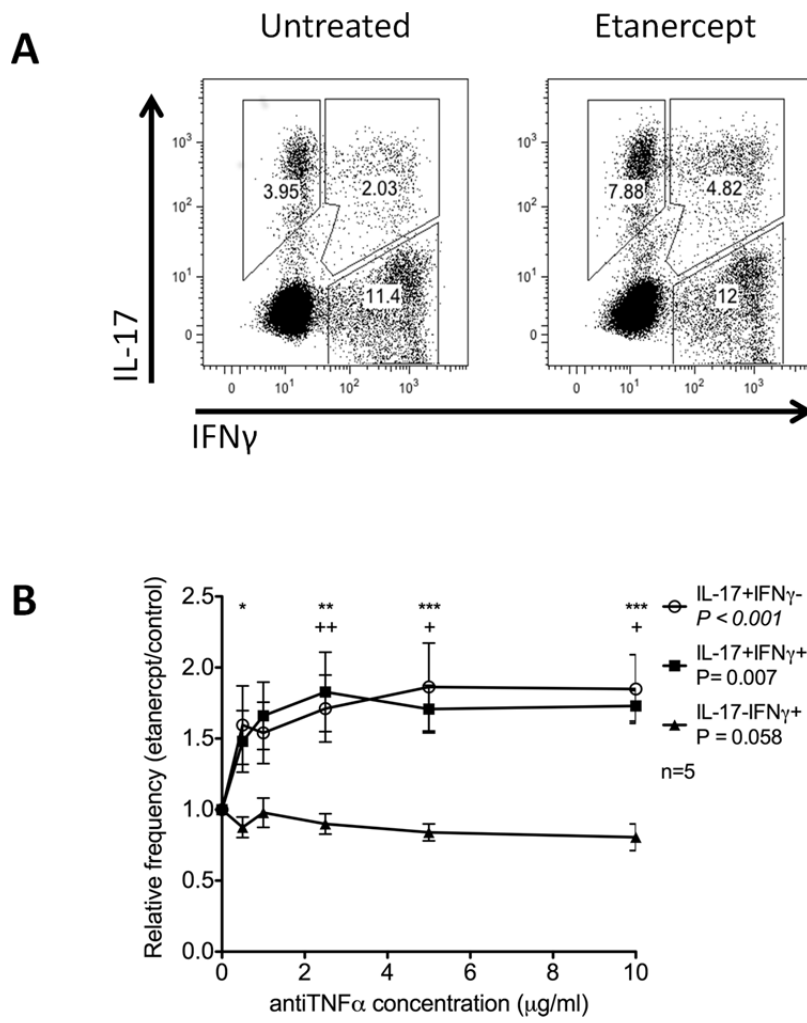 A
Untreated
Etanercept
IL-17
10³
10²
10¹
0
3.95
2.03
11.4
0
10¹
10²
10³
10³
10²
10¹
0
7.88
4.82
12
0
10¹
10²
10³
IFNγ
B
Relative frequency (etanercpt/control)
2.5
2.0
1.5
1.0
0.5
0.0
* ** *** ***
++ + +
0 2 4 6 8 10
antiTNFα concentration (μg/ml)
IL-17+IFNγ-
P < 0.001
IL-17+IFNγ+
P= 0.007
IL-17-IFNγ+
P = 0.058
n=5